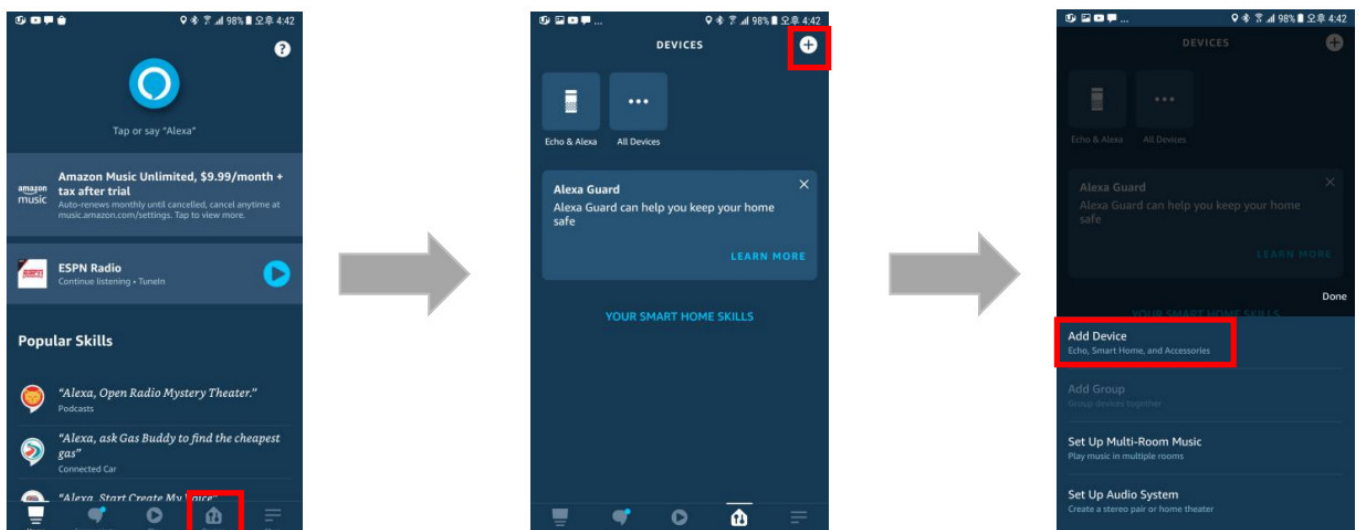 98% 오후 4:42
?
Tap or say "Alexa"
amazon music
Amazon Music Unlimited, $9.99/month +
tax after trial
Auto-renews monthly until cancelled, cancel anytime at
music.amazon.com/settings. Tap to view more.
ESPN Radio
Continue listening • TuneIn
Popular Skills
"Alexa, Open Radio Mystery Theater."
Podcasts
"Alexa, ask Gas Buddy to find the cheapest
gas"
Connected Car
"Alexa, Start Create My Voice"
... 98% 오후 4:42
DEVICES
Echo & Alexa
All Devices
Alexa Guard
Alexa Guard can help you keep your home
safe
LEARN MORE
YOUR SMART HOME SKILLS
... 98% 오후 4:42
DEVICES
Echo & Alexa
All Devices
Alexa Guard
Alexa Guard can help you keep your home
safe
LEARN MORE
Done
YOUR SMART HOME SKILLS
Add Device
Echo, Smart Home, and Accessories
Add Group
Group devices together
Set Up Multi-Room Music
Play music in multiple rooms
Set Up Audio System
Create a stereo pair or home theater